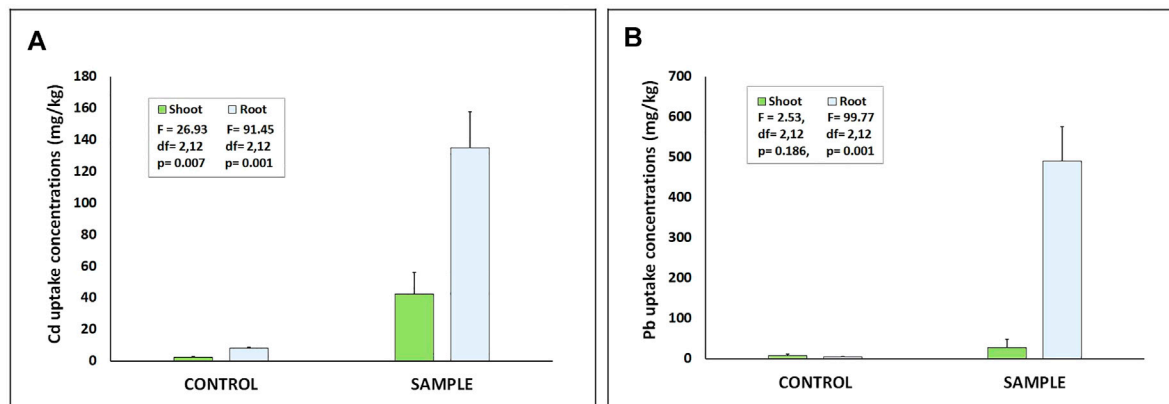 A
Cd uptake concentrations (mg/kg)
180
160
140
120
100
80
60
40
20
0
Shoot Root
F = 26.93 F= 91.45
df= 2,12 df= 2,12
p= 0.007 p= 0.001
CONTROL SAMPLE
B
Pb uptake concentrations (mg/kg)
700
600
500
400
300
200
100
0
Shoot Root
F = 2.53, F = 99.77
df = 2,12 df = 2,12
p= 0.186, p= 0.001
CONTROL SAMPLE